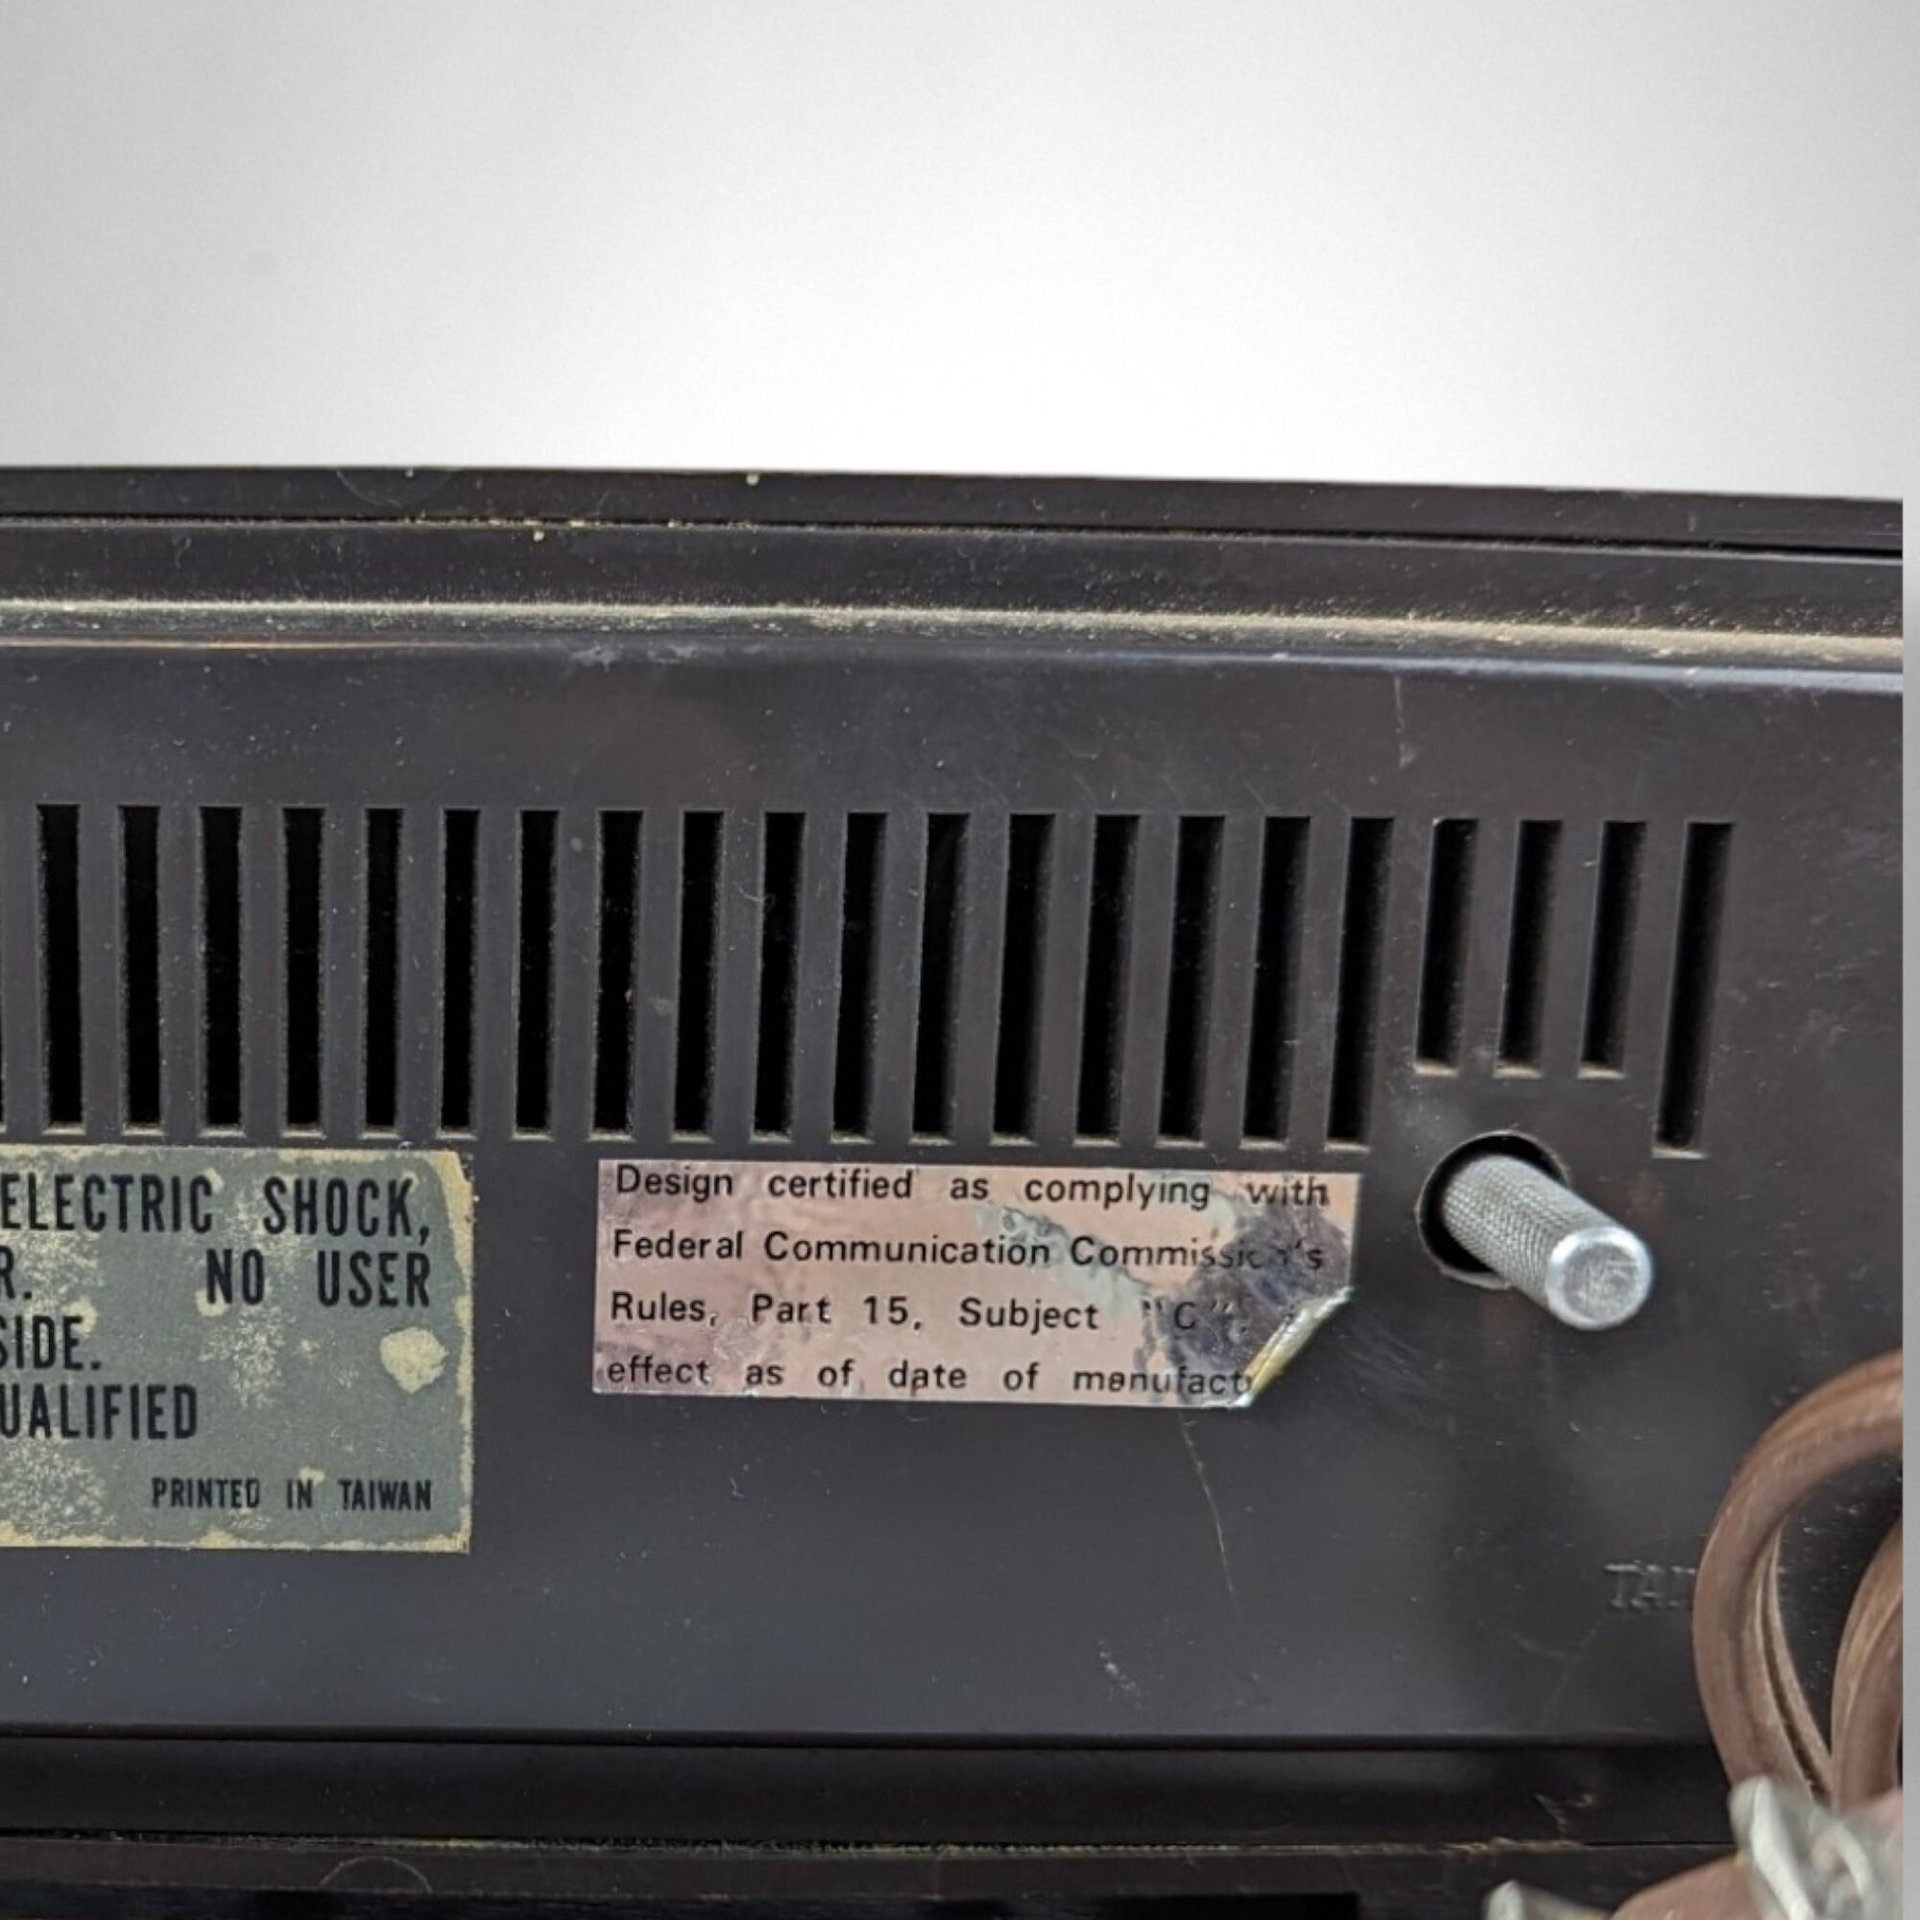 ELECTRIC SHOCK,
R. NO USER
SIDE.
UALIFIED
PRINTED IN TAIWAN
Design certified as complying with
Federal Communication Commission's
Rules, Part 15, Subject "C"
effect as of date of manufact